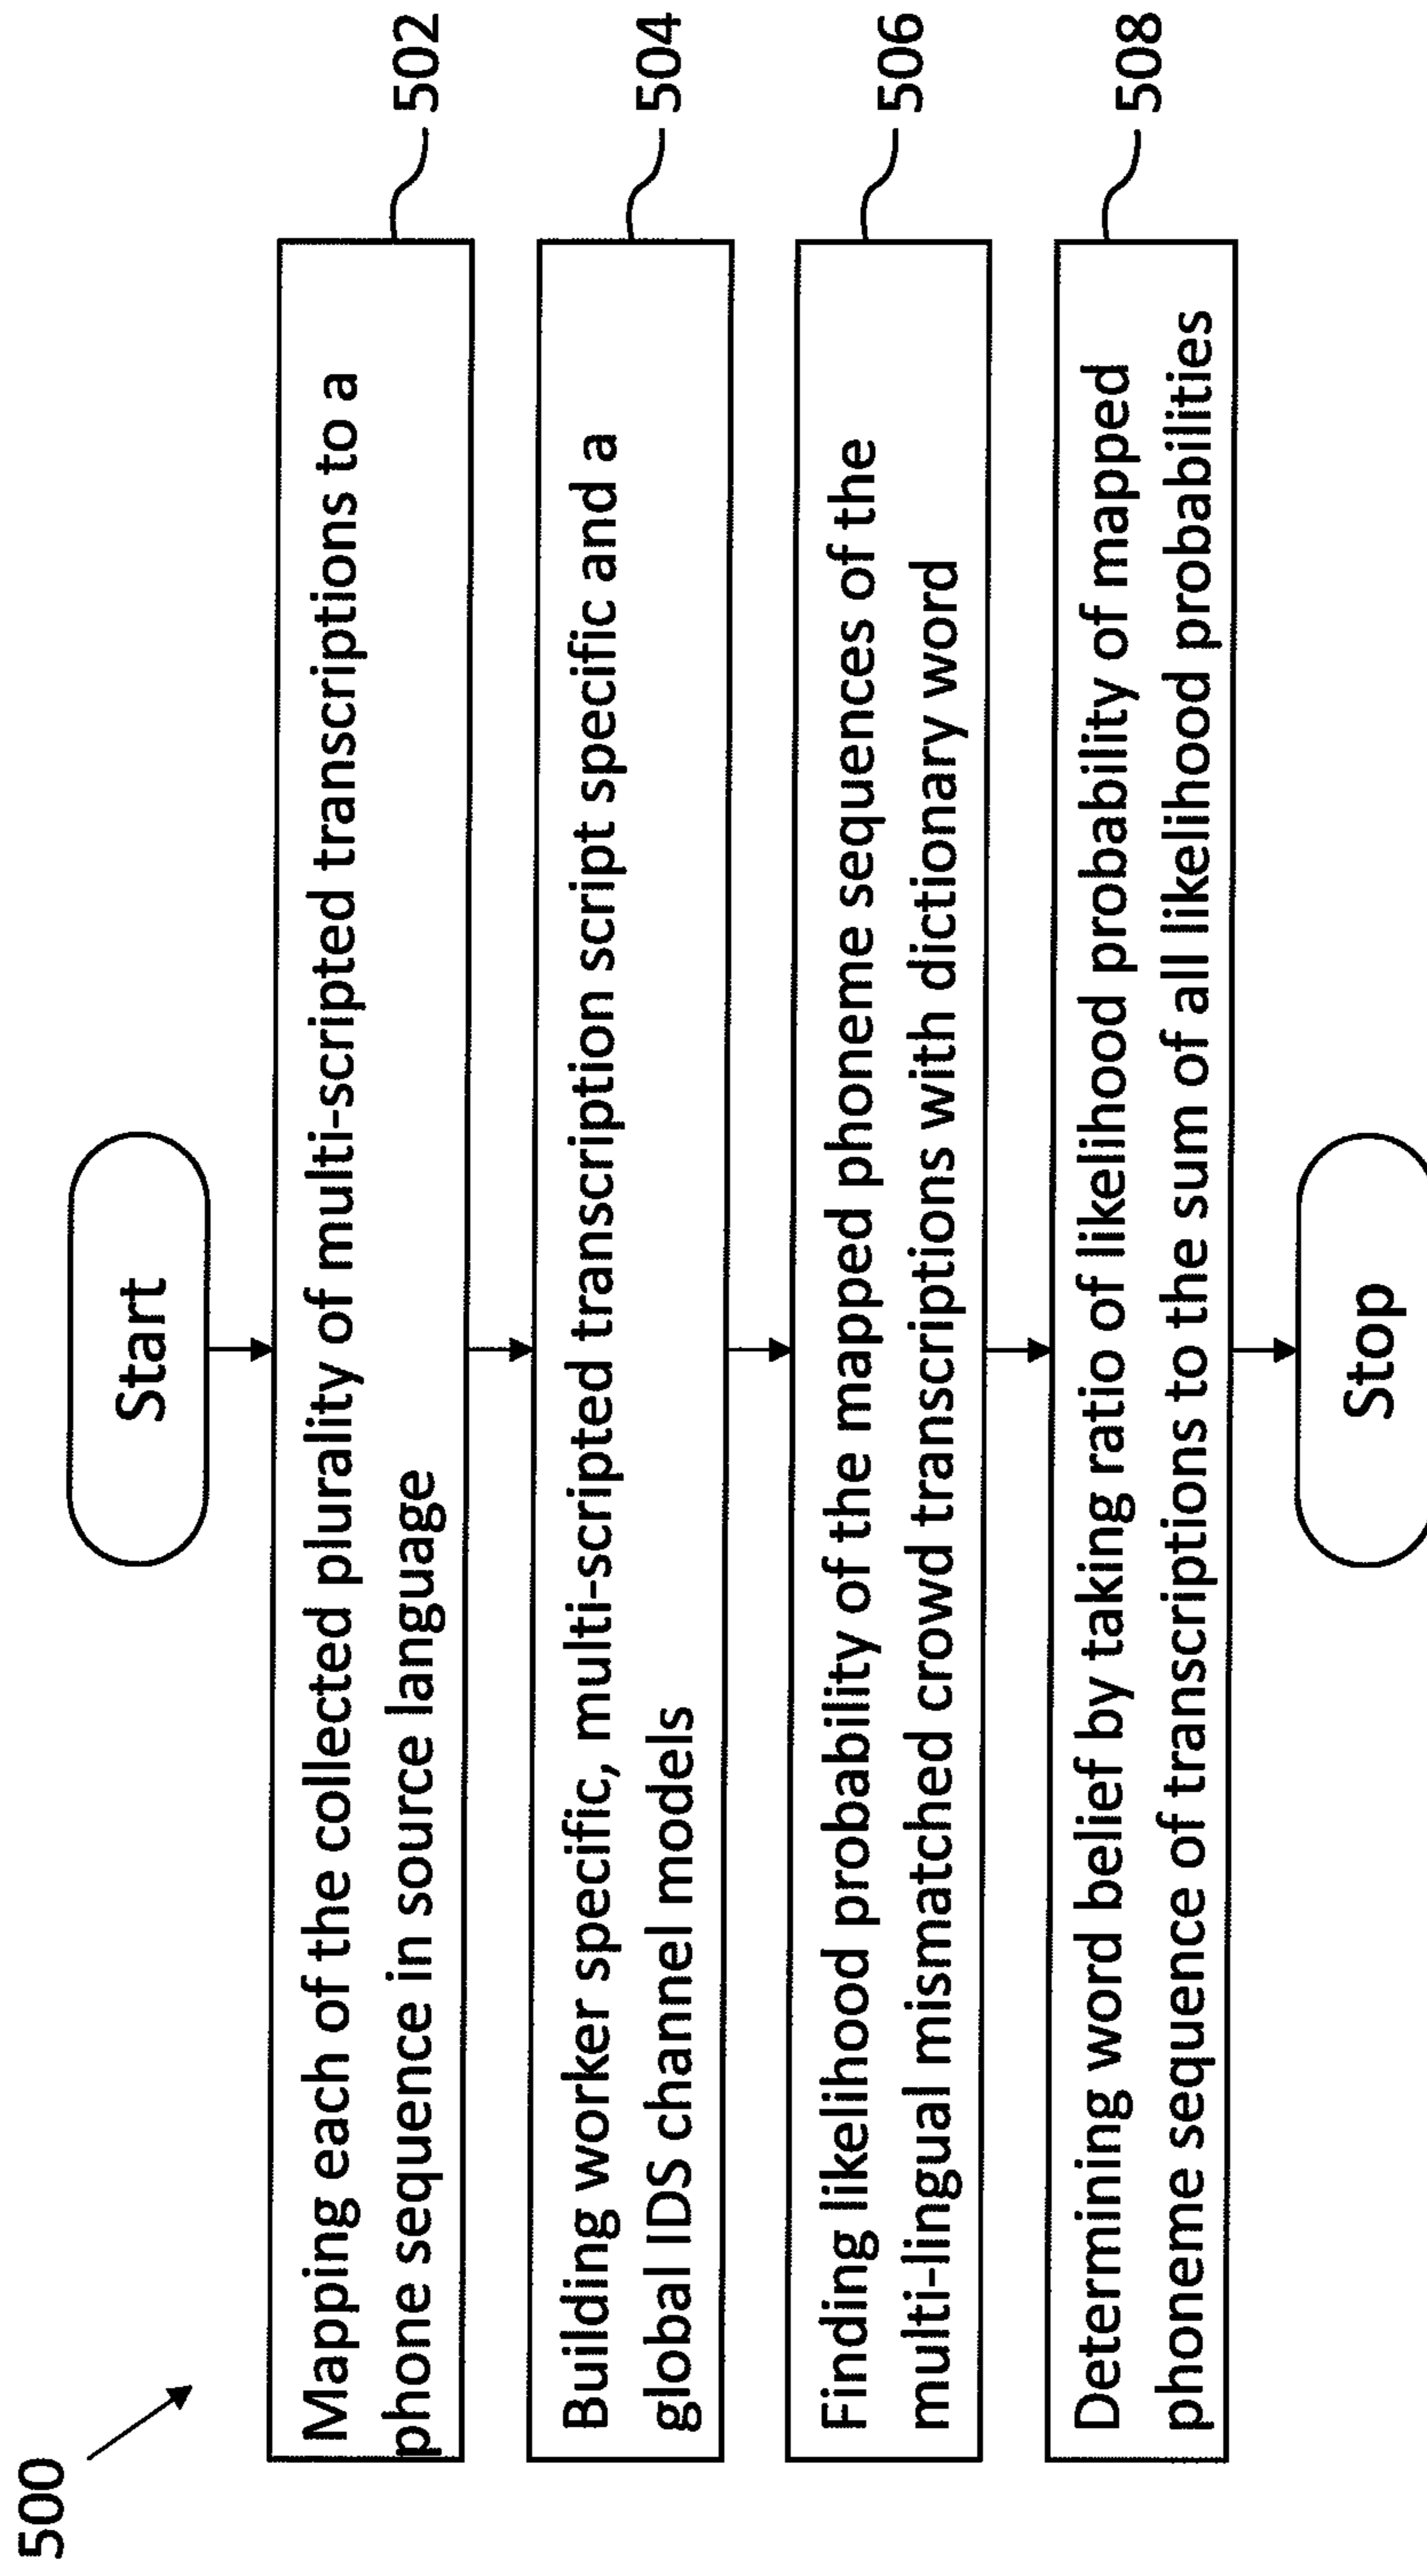 500
Start
Mapping each of the collected plurality of multi-scripted transcriptions to a
phone sequence in source language
502
Building worker specific, multi-scripted transcription script specific and a
global IDS channel models
504
Finding likelihood probability of the mapped phoneme sequences of the
multi-lingual mismatched crowd transcriptions with dictionary word
506
Determining word belief by taking ratio of likelihood probability of mapped
phoneme sequence of transcriptions to the sum of all likelihood probabilities
508
Stop